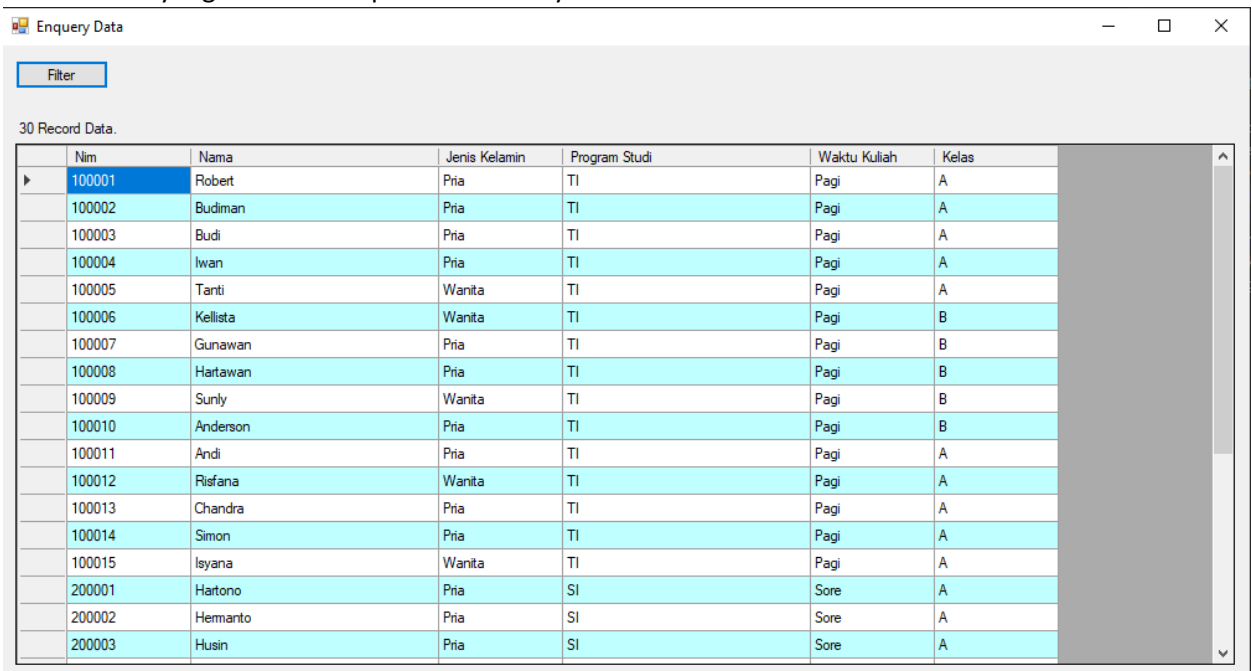 Enquery Data
Filter
30 Record Data.
Nim Nama Jenis Kelamin Program Studi Waktu Kuliah Kelas
100001 Robert Pria TI Pagi A
100002 Budiman Pria TI Pagi A
100003 Budi Pria TI Pagi A
100004 Iwan Pria TI Pagi A
100005 Tanti Wanita TI Pagi A
100006 Kellista Wanita TI Pagi B
100007 Gunawan Pria TI Pagi B
100008 Hartawan Pria TI Pagi B
100009 Sunly Wanita TI Pagi B
100010 Anderson Pria TI Pagi B
100011 Andi Pria TI Pagi A
100012 Risfana Wanita TI Pagi A
100013 Chandra Pria TI Pagi A
100014 Simon Pria TI Pagi A
100015 Isyana Wanita TI Pagi A
200001 Hartono Pria SI Sore A
200002 Hermanto Pria SI Sore A
200003 Husin Pria SI Sore A